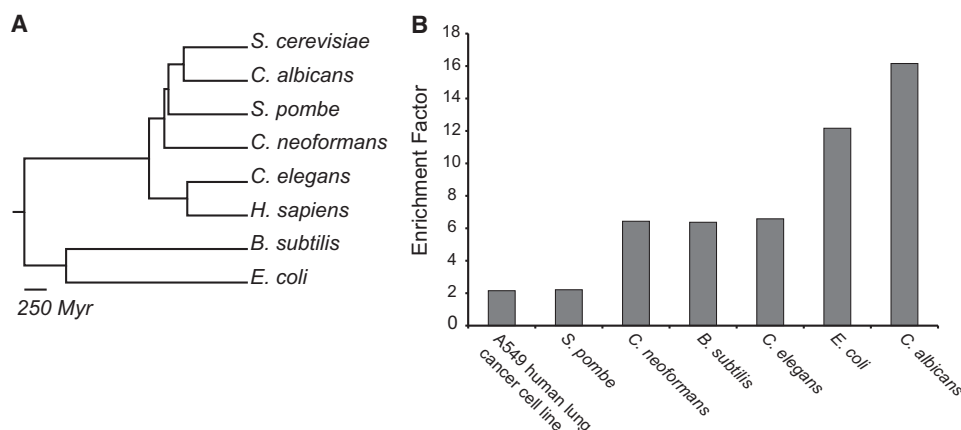 A
S. cerevisiae
C. albicans
S. pombe
C. neoformans
C. elegans
H. sapiens
B. subtilis
E. coli
250 Myr
B
Enrichment Factor
18
16
14
12
10
8
6
4
2
0
A549 human lung
cancer cell line
S. pombe
C. neoformans
B. subtilis
C. elegans
E. coli
C. albicans